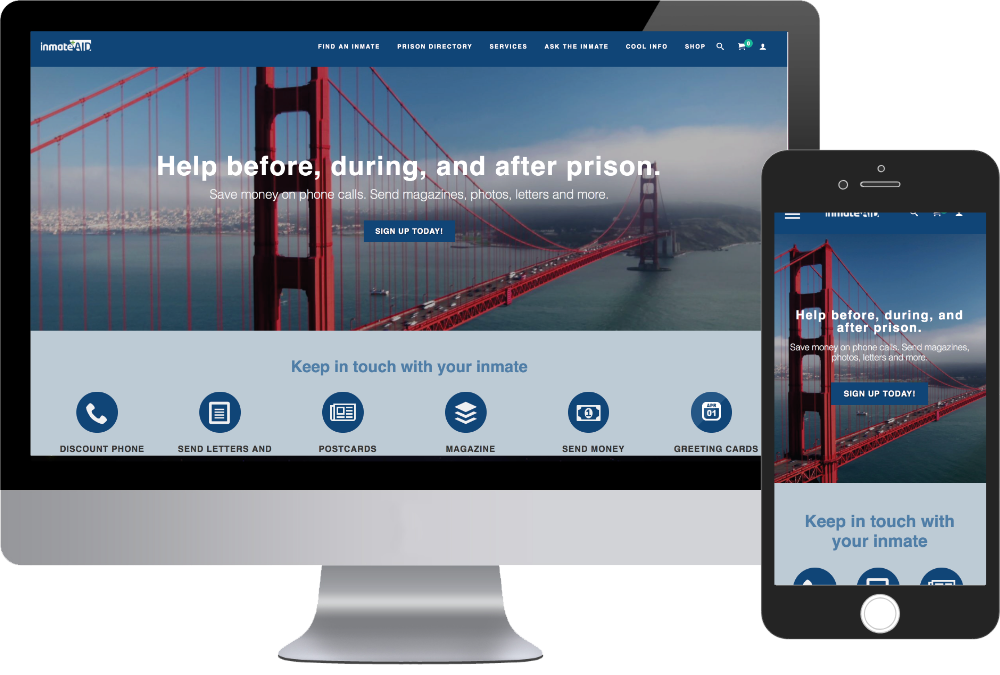 inmateAID
FIND AN INMATE PRISON DIRECTORY SERVICES ASK THE INMATE COOL INFO SHOP 0
Help before, during, and after prison.
Save money on phone calls. Send magazines, photos, letters and more.
SIGN UP TODAY!
Keep in touch with your inmate
1
APR
01
DISCOUNT PHONE SEND LETTERS AND POSTCARDS MAGAZINE SEND MONEY GREETING CARDS
inmateAID
Help before, during, and
after prison.
Save money on phone calls. Send magazines,
photos, letters and more.
SIGN UP TODAY!
Keep in touch with
your inmate